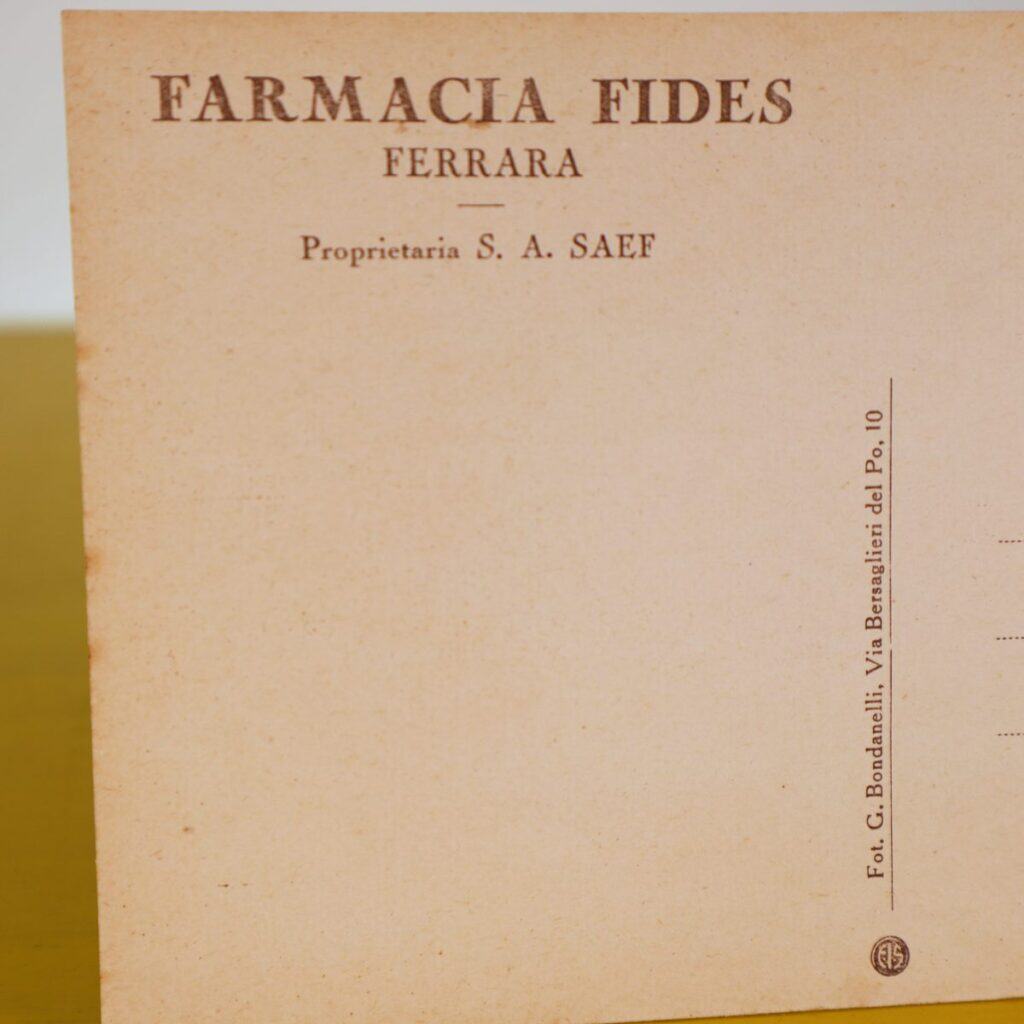 FARMACIA FIDES
FERRARA
Proprietaria S. A. SAEF
Fot. G. Bondanelli, Via Bersaglieri del Po, 10